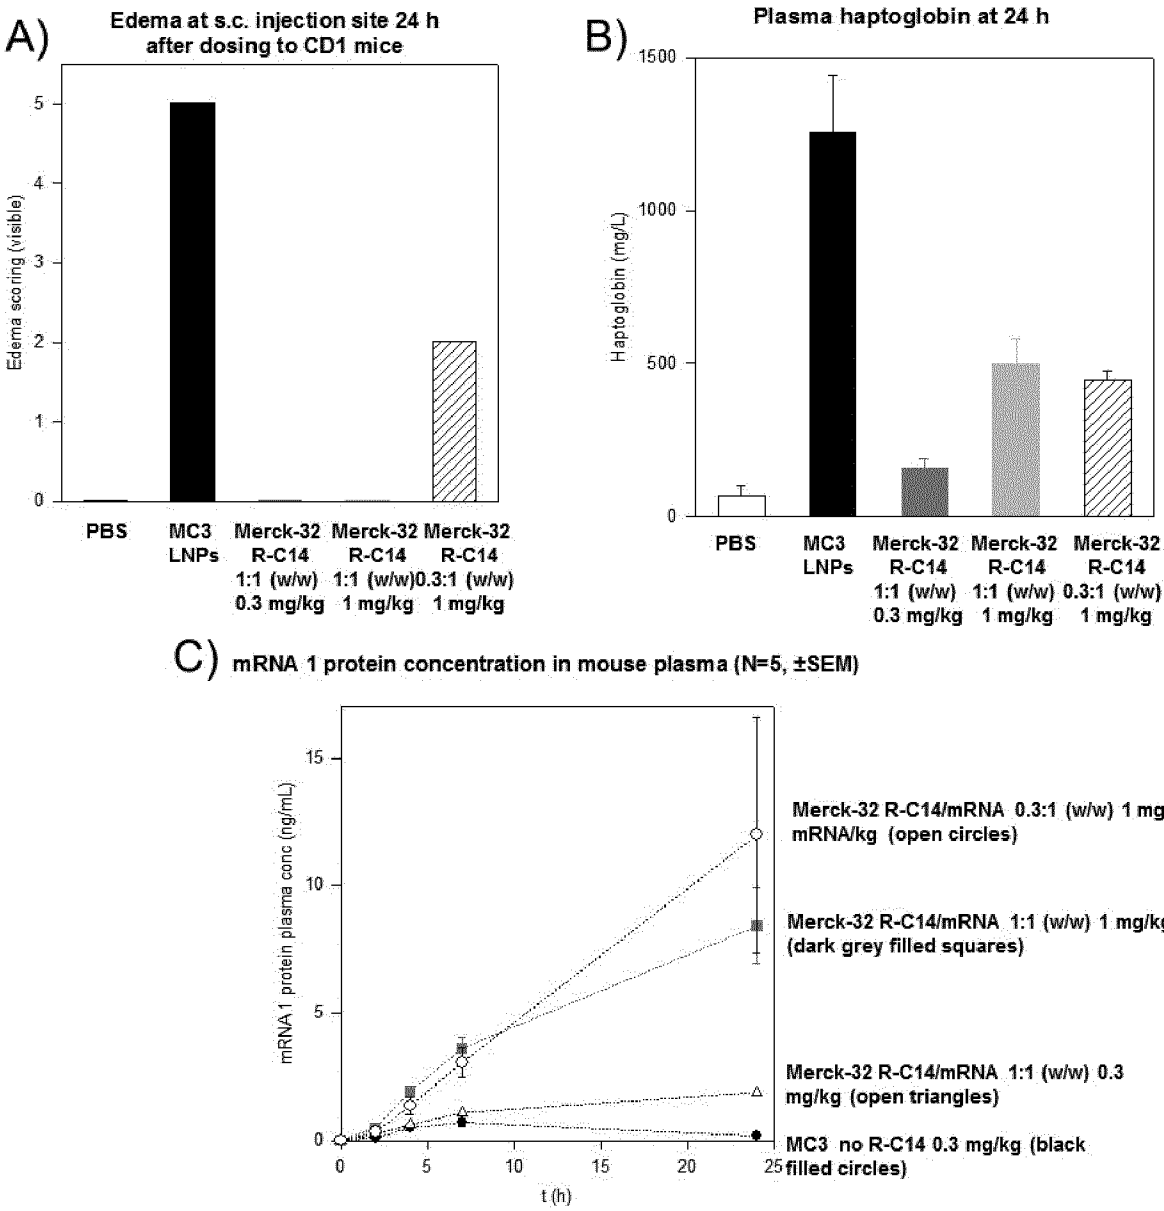 A)
Edema at s.c. injection site 24 h
after dosing to CD1 mice
Edema scoring (visible)
5
4
3
2
1
0
PBS
MC3
LNPs
Merck-32
R-C14
1:1 (w/w)
0.3 mg/kg
Merck-32
R-C14
1:1 (w/w)
1 mg/kg
Merck-32
R-C14
0.3:1 (w/w)
1 mg/kg
B)
Plasma haptoglobin at 24 h
Haptoglobin (mg/L)
1500
1000
500
0
PBS
MC3
LNPs
Merck-32
R-C14
1:1 (w/w)
0.3 mg/kg
Merck-32
R-C14
1:1 (w/w)
1 mg/kg
Merck-32
R-C14
0.3:1 (w/w)
1 mg/kg
C)
mRNA 1 protein concentration in mouse plasma (N=5, ±SEM)
mRNA 1 protein plasma conc (ng/mL)
15
10
5
0
0
5
10
15
20
25
t (h)
Merck-32 R-C14/mRNA 0.3:1 (w/w) 1 mg
mRNA/kg (open circles)
Merck-32 R-C14/mRNA 1:1 (w/w) 1 mg/kg
(dark grey filled squares)
Merck-32 R-C14/mRNA 1:1 (w/w) 0.3
mg/kg (open triangles)
MC3 no R-C14 0.3 mg/kg (black
filled circles)